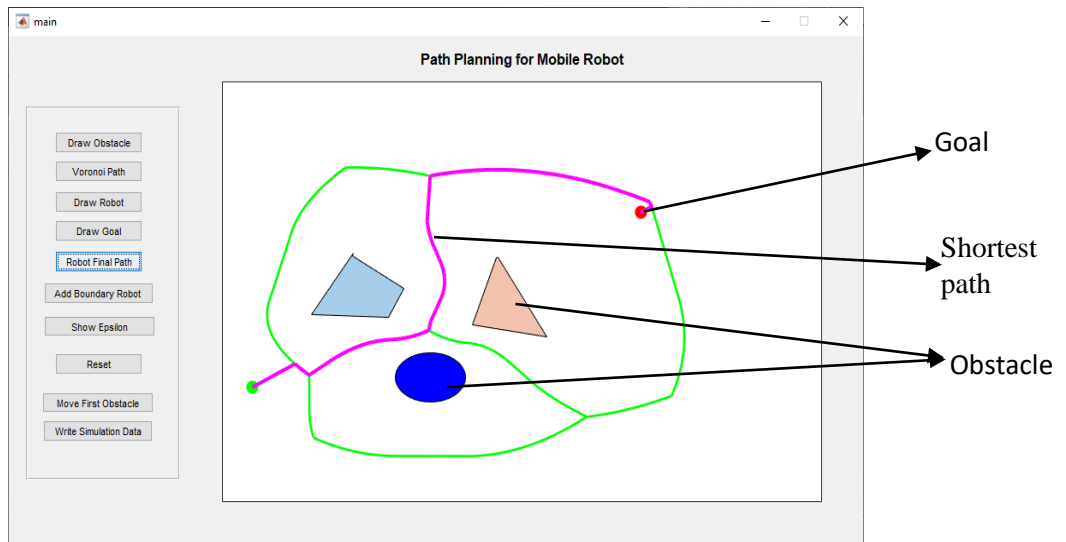 main
Path Planning for Mobile Robot
Draw Obstacle
Voronoi Path
Draw Robot
Draw Goal
Robot Final Path
Add Boundary Robot
Show Epsilon
Reset
Move First Obstacle
Write Simulation Data
Goal
Shortest
path
Obstacle